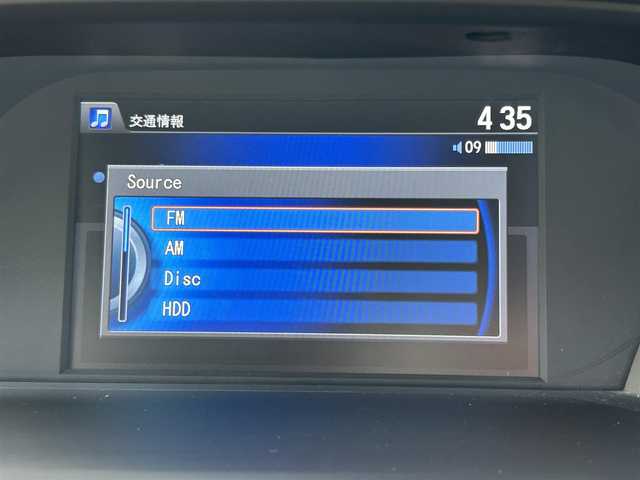 交通情報
4 35
09
Source
FM
AM
Disc
HDD